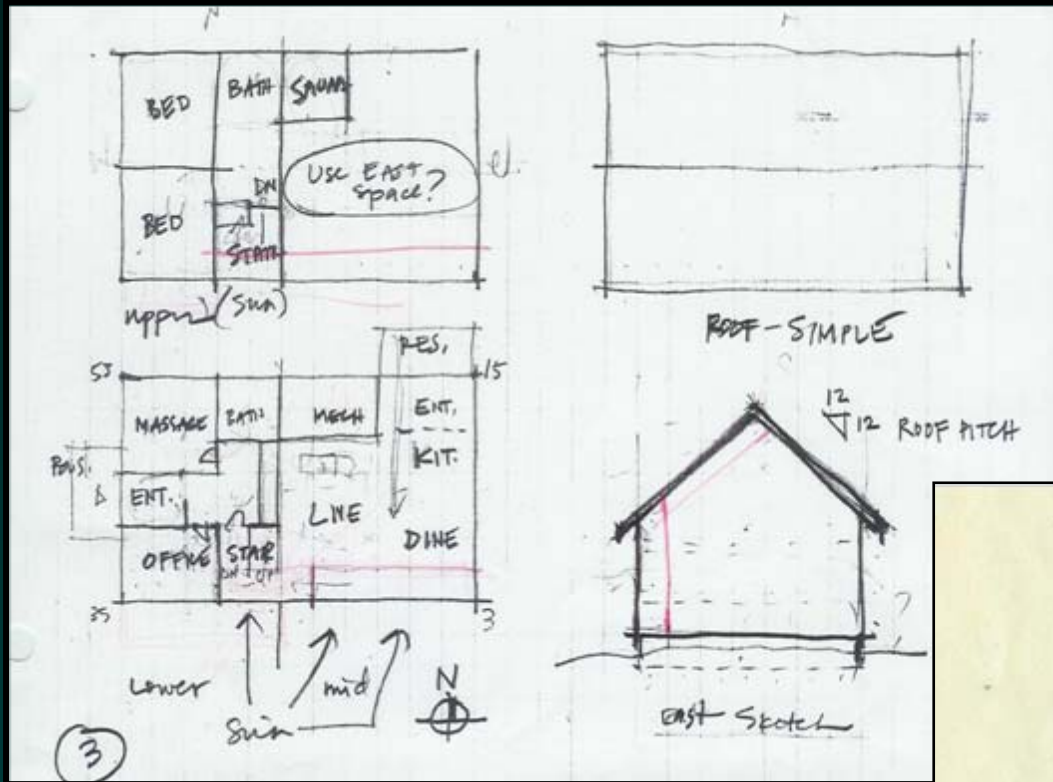 N
BED
BATH
SAUNA
USE EAST
SPACE?
DN
BED
STAIR
upper (Sun)
ROOF - SIMPLE
RES.
53
15
MASSAGE
BATH
MECH
ENT.
KIT.
ENT.
LIVE
DINE
OFFICE
STAIR
DN
UP
35
3
Lower
mid
Sun
N
3
12
12
ROOF PITCH
?
EAST Sketch